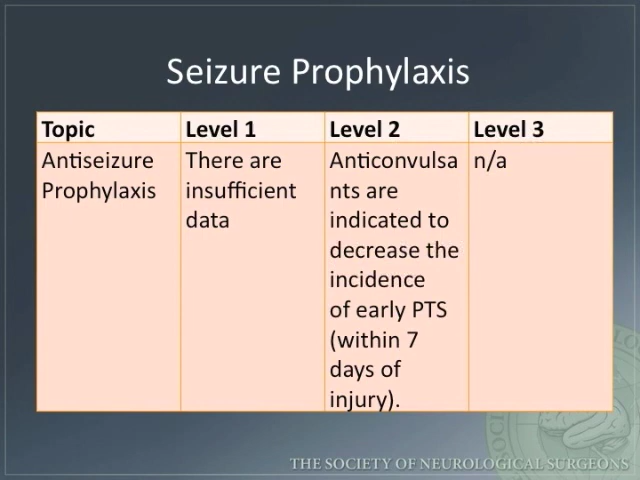 Seizure Prophylaxis
Topic
Level 1
Level 2
Level 3
Antiseizure
Prophylaxis
There are
insufficient
data
Anticonvulsa
nts are
indicated to
decrease the
incidence
of early PTS
(within 7
days of
injury).
n/a
THE SOCIETY OF NEUROLOGICAL SURGEONS